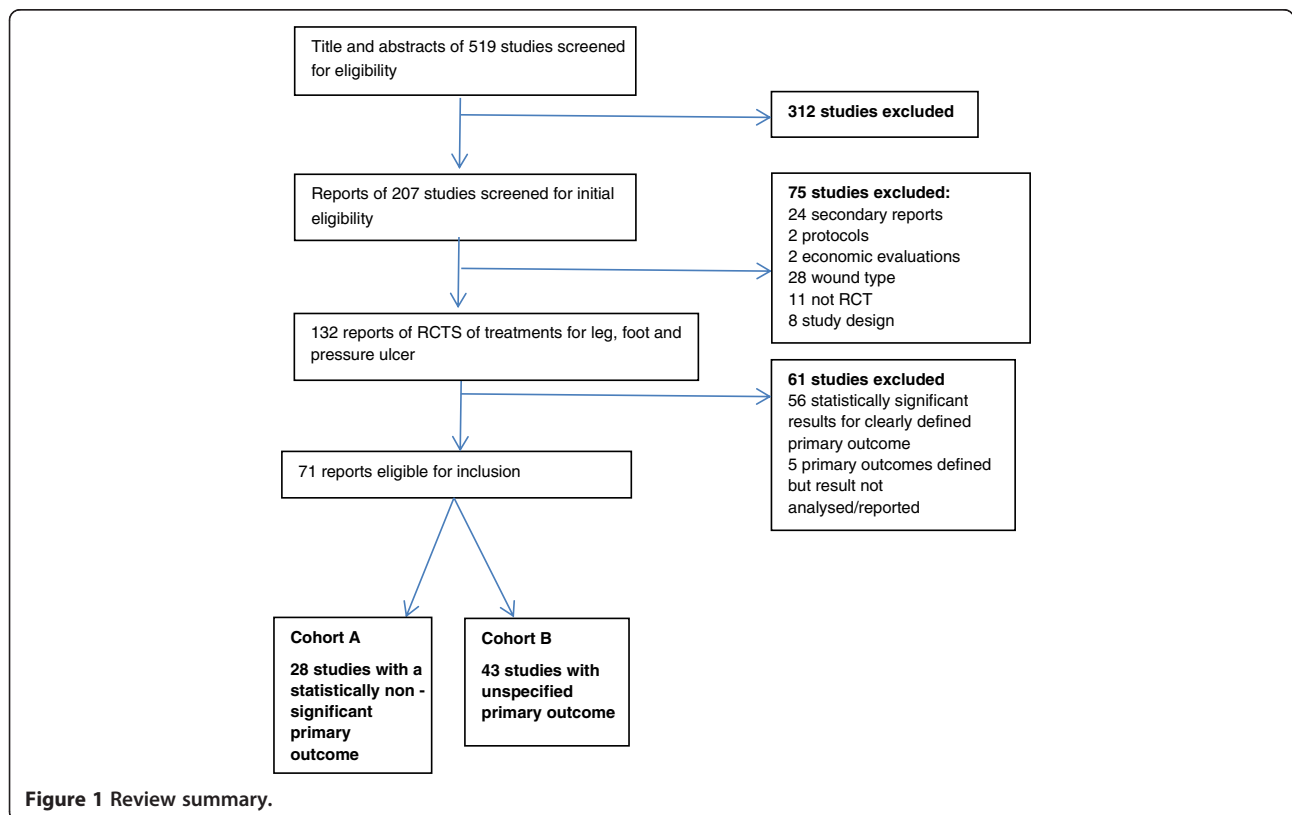 Title and abstracts of 519 studies screened
for eligibility
312 studies excluded
Reports of 207 studies screened for initial
eligibility
75 studies excluded:
24 secondary reports
2 protocols
2 economic evaluations
28 wound type
11 not RCT
8 study design
132 reports of RCTS of treatments for leg, foot and
pressure ulcer
61 studies excluded
56 statistically significant
results for clearly defined
primary outcome
5 primary outcomes defined
but result not
analysed/reported
71 reports eligible for inclusion
Cohort A
28 studies with a
statistically non -
significant
primary
outcome
Cohort B
43 studies with
unspecified
primary outcome
Figure 1 Review summary.